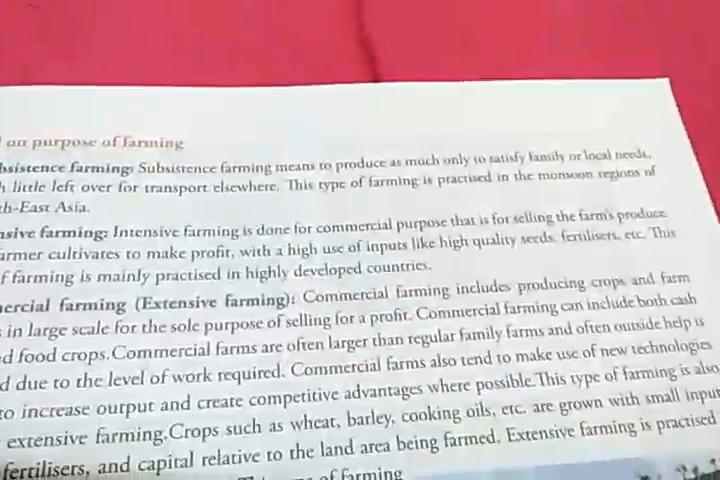 on purpose of farming
bsistence farming: Subsistence farming means to produce as much only to satisfy family or local needs,
h little left over for transport elsewhere. This type of farming is practised in the monsoon regions of
th-East Asia.
nsive farming: Intensive farming is done for commercial purpose that is for selling the farm's produce.
armer cultivates to make profit, with a high use of inputs like high quality seeds, fertilisers, etc. This
f farming is mainly practised in highly developed countries.
ercial farming (Extensive farming): Commercial farming includes producing crops and farm
s in large scale for the sole purpose of selling for a profit. Commercial farming can include both cash
d food crops. Commercial farms are often larger than regular family farms and often outside help is
d due to the level of work required. Commercial farms also tend to make use of new technologies
to increase output and create competitive advantages where possible. This type of farming is also
extensive farming. Crops such as wheat, barley, cooking oils, etc. are grown with small input
fertilisers, and capital relative to the land area being farmed. Extensive farming is practised
of farming